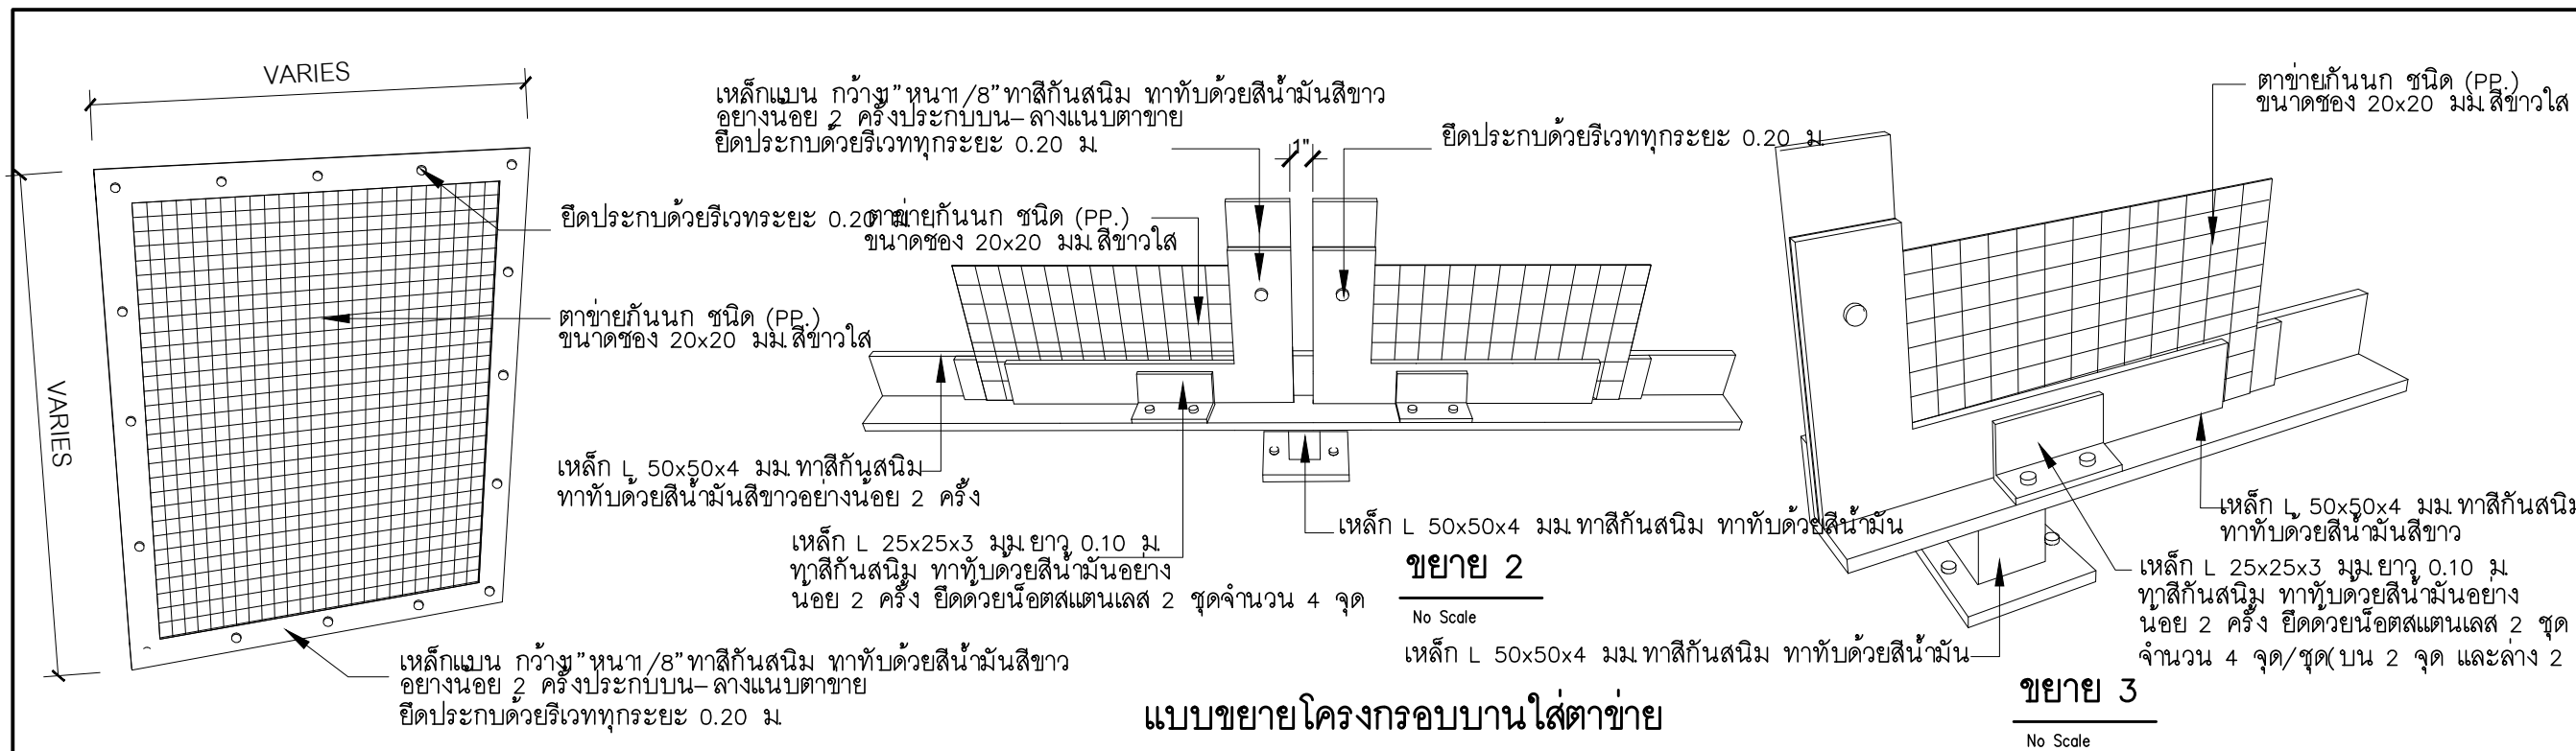 VARIES
VARIES
ยึดประกบด้วยรีเวทระยะ 0.20 ม.
ตาข่ายกันนก ชนิด (PP.)
ขนาดช่อง 20x20 มม.สีขาวใส
เหล็กแบน กว้าง1"หนา1/8"ทาสีกันสนิม ทาทับด้วยสีน้ำมันสีขาว
อย่างน้อย 2 ครั้งประกบบน-ล่างแนบตาข่าย
ยึดประกบด้วยรีเวททุกระยะ 0.20 ม.
เหล็กแบน กว้าง1"หนา1/8"ทาสีกันสนิม ทาทับด้วยสีน้ำมันสีขาว
อย่างน้อย 2 ครั้งประกบบน-ล่างแนบตาข่าย
ยึดประกบด้วยรีเวททุกระยะ 0.20 ม.
1"
ยึดประกบด้วยรีเวททุกระยะ 0.20 ม.
ตาข่ายกันนก ชนิด (PP.)
ขนาดช่อง 20x20 มม.สีขาวใส
เหล็ก L 50x50x4 มม.ทาสีกันสนิม
ทาทับด้วยสีน้ำมันสีขาวอย่างน้อย 2 ครั้ง
เหล็ก L 25x25x3 มม.ยาว 0.10 ม.
ทาสีกันสนิม ทาทับด้วยสีน้ำมันอย่าง
น้อย 2 ครั้ง ยึดด้วยน็อตสแตนเลส 2 ชุดจำนวน 4 จุด
เหล็ก L 50x50x4 มม.ทาสีกันสนิม ทาทับด้วยสีน้ำมัน
ขยาย 2
No Scale
ตาข่ายกันนก ชนิด (PP.)
ขนาดช่อง 20x20 มม.สีขาวใส
เหล็ก L 50x50x4 มม.ทาสีกันสนิม
ทาทับด้วยสีน้ำมันสีขาว
เหล็ก L 25x25x3 มม.ยาว 0.10 ม.
ทาสีกันสนิม ทาทับด้วยสีน้ำมันอย่าง
น้อย 2 ครั้ง ยึดด้วยน็อตสแตนเลส 2 ชุด
จำนวน 4 จุด/ชุด(บน 2 จุด และล่าง 2
เหล็ก L 50x50x4 มม.ทาสีกันสนิม ทาทับด้วยสีน้ำมัน
ขยาย 3
No Scale
แบบขยายโครงกรอบบานใส่ตาข่าย